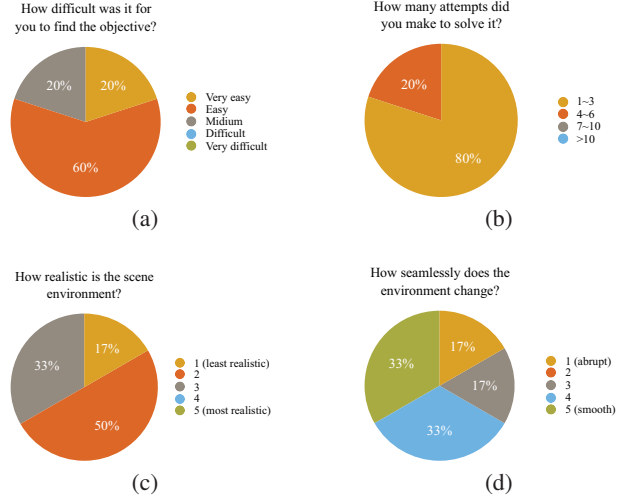 How difficult was it for
you to find the objective?
20%
20%
60%
Very easy
Easy
Midium
Difficult
Very difficult
(a)
How many attempts did
you make to solve it?
20%
80%
1~3
4~6
7~10
>10
(b)
How realistic is the scene
environment?
17%
33%
50%
1 (least realistic)
2
3
4
5 (most realistic)
(c)
How seamlessly does the
environment change?
17%
33%
17%
33%
1 (abrupt)
2
3
4
5 (smooth)
(d)